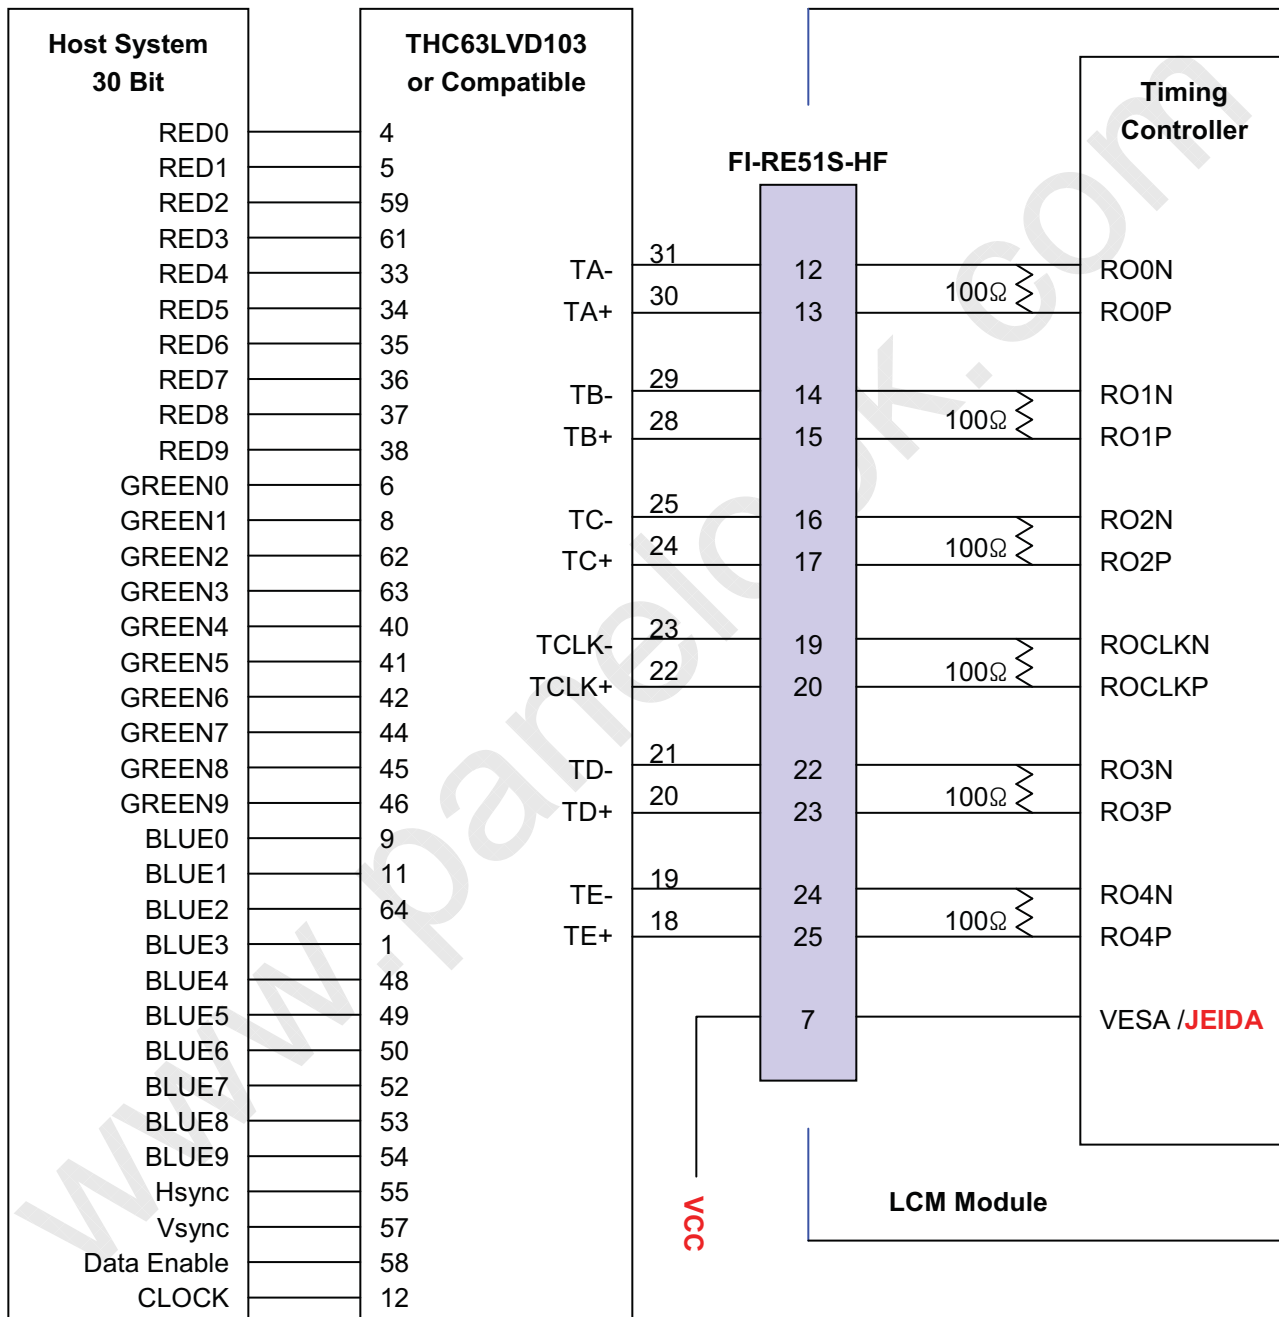 Host System
30 Bit
RED0
RED1
RED2
RED3
RED4
RED5
RED6
RED7
RED8
RED9
GREEN0
GREEN1
GREEN2
GREEN3
GREEN4
GREEN5
GREEN6
GREEN7
GREEN8
GREEN9
BLUE0
BLUE1
BLUE2
BLUE3
BLUE4
BLUE5
BLUE6
BLUE7
BLUE8
BLUE9
Hsync
Vsync
Data Enable
CLOCK
THC63LVD103
or Compatible
4
5
59
61
33
34
35
36
37
38
6
8
62
63
40
41
42
44
45
46
9
11
64
1
48
49
50
52
53
54
55
57
58
12
TA-
TA+
TB-
TB+
TC-
TC+
TCLK-
TCLK+
TD-
TD+
TE-
TE+
31
30
29
28
25
24
23
22
21
20
19
18
VCC
FI-RE51S-HF
12
13
14
15
16
17
19
20
22
23
24
25
7
100Ω
100Ω
100Ω
100Ω
100Ω
100Ω
Timing
Controller
RO0N
RO0P
RO1N
RO1P
RO2N
RO2P
ROCLKN
ROCLKP
RO3N
RO3P
RO4N
RO4P
VESA /JEIDA
LCM Module
www.panelook.com